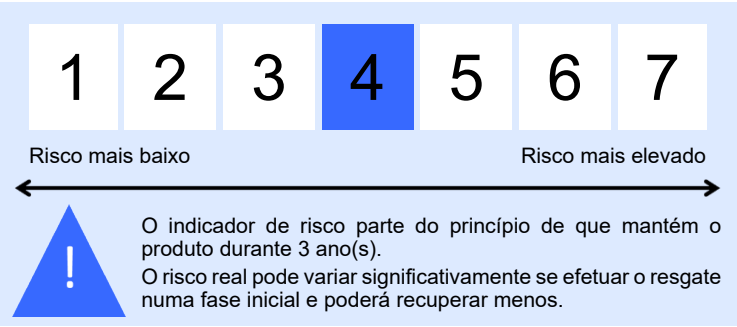 1 2 3 4 5 6 7
Risco mais baixo Risco mais elevado
!
O indicador de risco parte do princípio de que mantém o
produto durante 3 ano(s).
O risco real pode variar significativamente se efetuar o resgate
numa fase inicial e poderá recuperar menos.